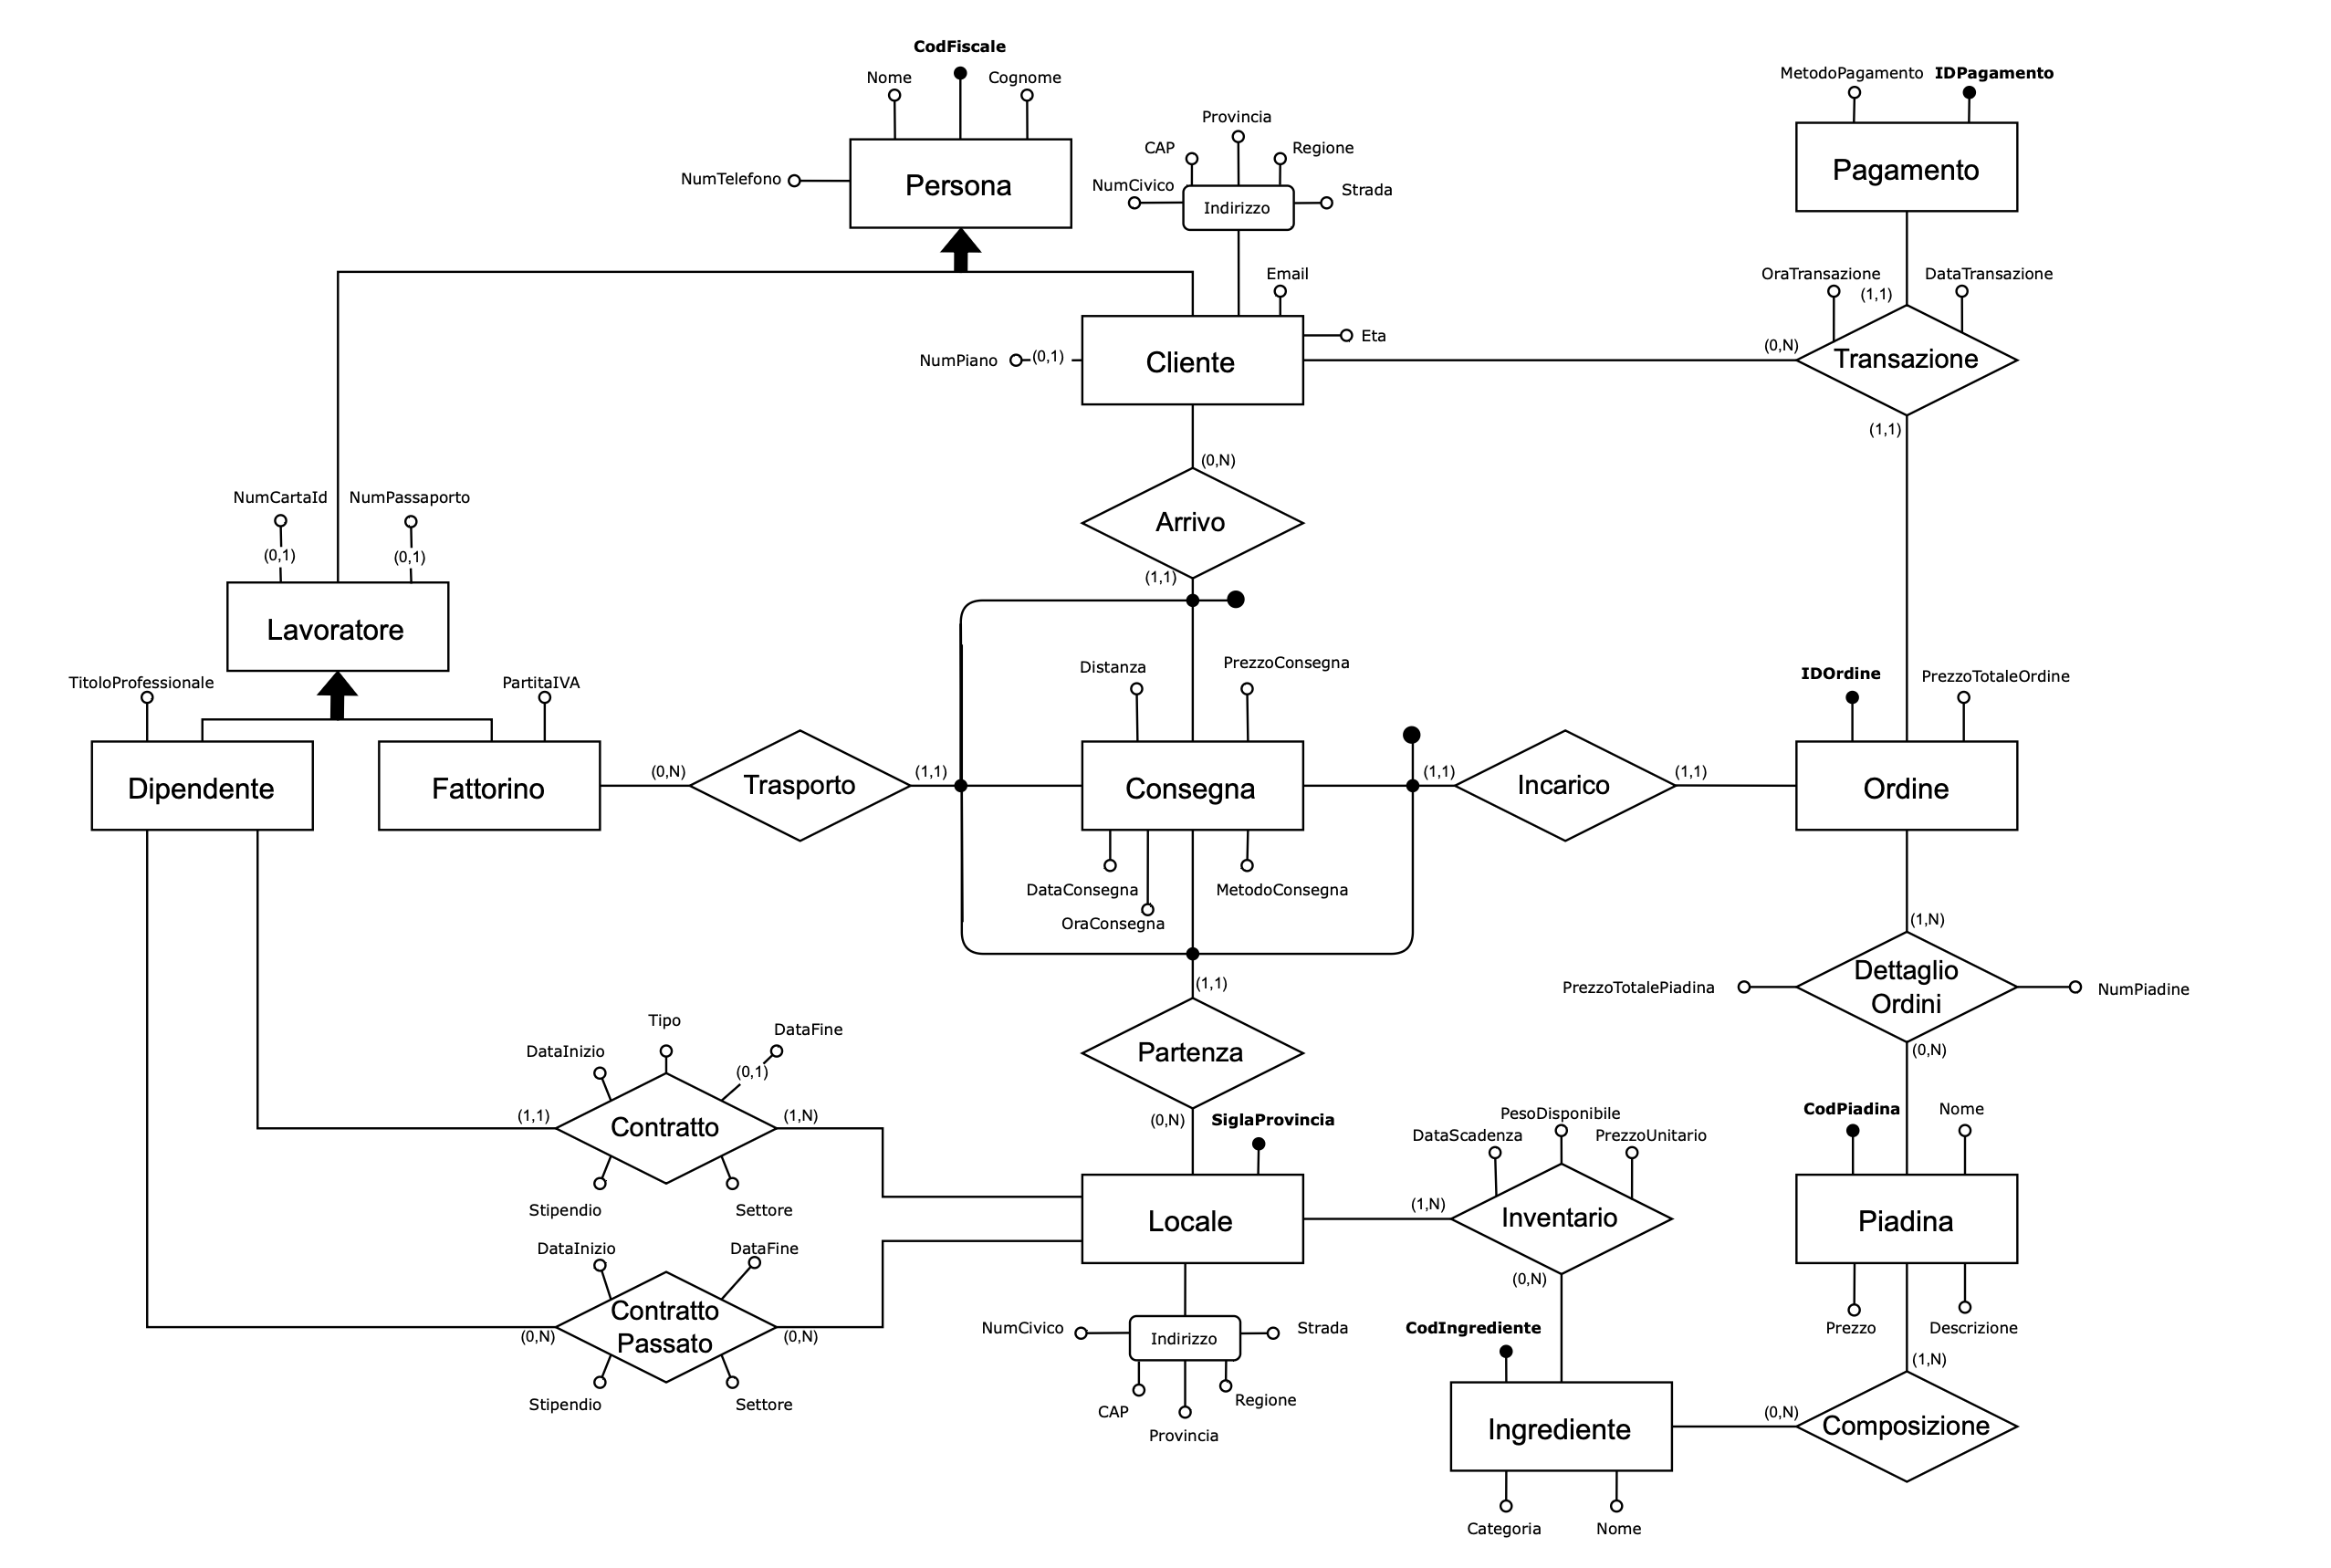 CodFiscale
Nome
Cognome
NumTelefono
Persona
Provincia
CAP
Regione
NumCivico
Strada
Indirizzo
MetodoPagamento
IDPagamento
Pagamento
Email
Eta
NumPiano
(0,1)
Cliente
OraTransazione
DataTransazione
(1,1)
(0,N)
Transazione
(1,1)
(0,N)
Arrivo
(1,1)
NumCartaId
NumPassaporto
(0,1)
(0,1)
Lavoratore
TitoloProfessionale
PartitaIVA
Dipendente
Fattorino
(0,N)
Trasporto
(1,1)
Distanza
PrezzoConsegna
Consegna
DataConsegna
OraConsegna
MetodoConsegna
(1,1)
Incarico
(1,1)
IDOrdine
PrezzoTotaleOrdine
Ordine
(1,N)
PrezzoTotalePiadina
Dettaglio
Ordini
NumPiadine
(0,N)
(1,1)
Partenza
(0,N)
Tipo
DataInizio
DataFine
(0,1)
(1,1)
Contratto
(1,N)
Stipendio
Settore
DataInizio
DataFine
Contratto
Passato
(0,N)
(0,N)
Stipendio
Settore
SiglaProvincia
Locale
NumCivico
Indirizzo
Strada
CAP
Provincia
Regione
PesoDisponibile
DataScadenza
PrezzoUnitario
(1,N)
Inventario
(0,N)
CodPiadina
Nome
Piadina
Prezzo
Descrizione
(1,N)
CodIngrediente
Ingrediente
(0,N)
Composizione
Categoria
Nome